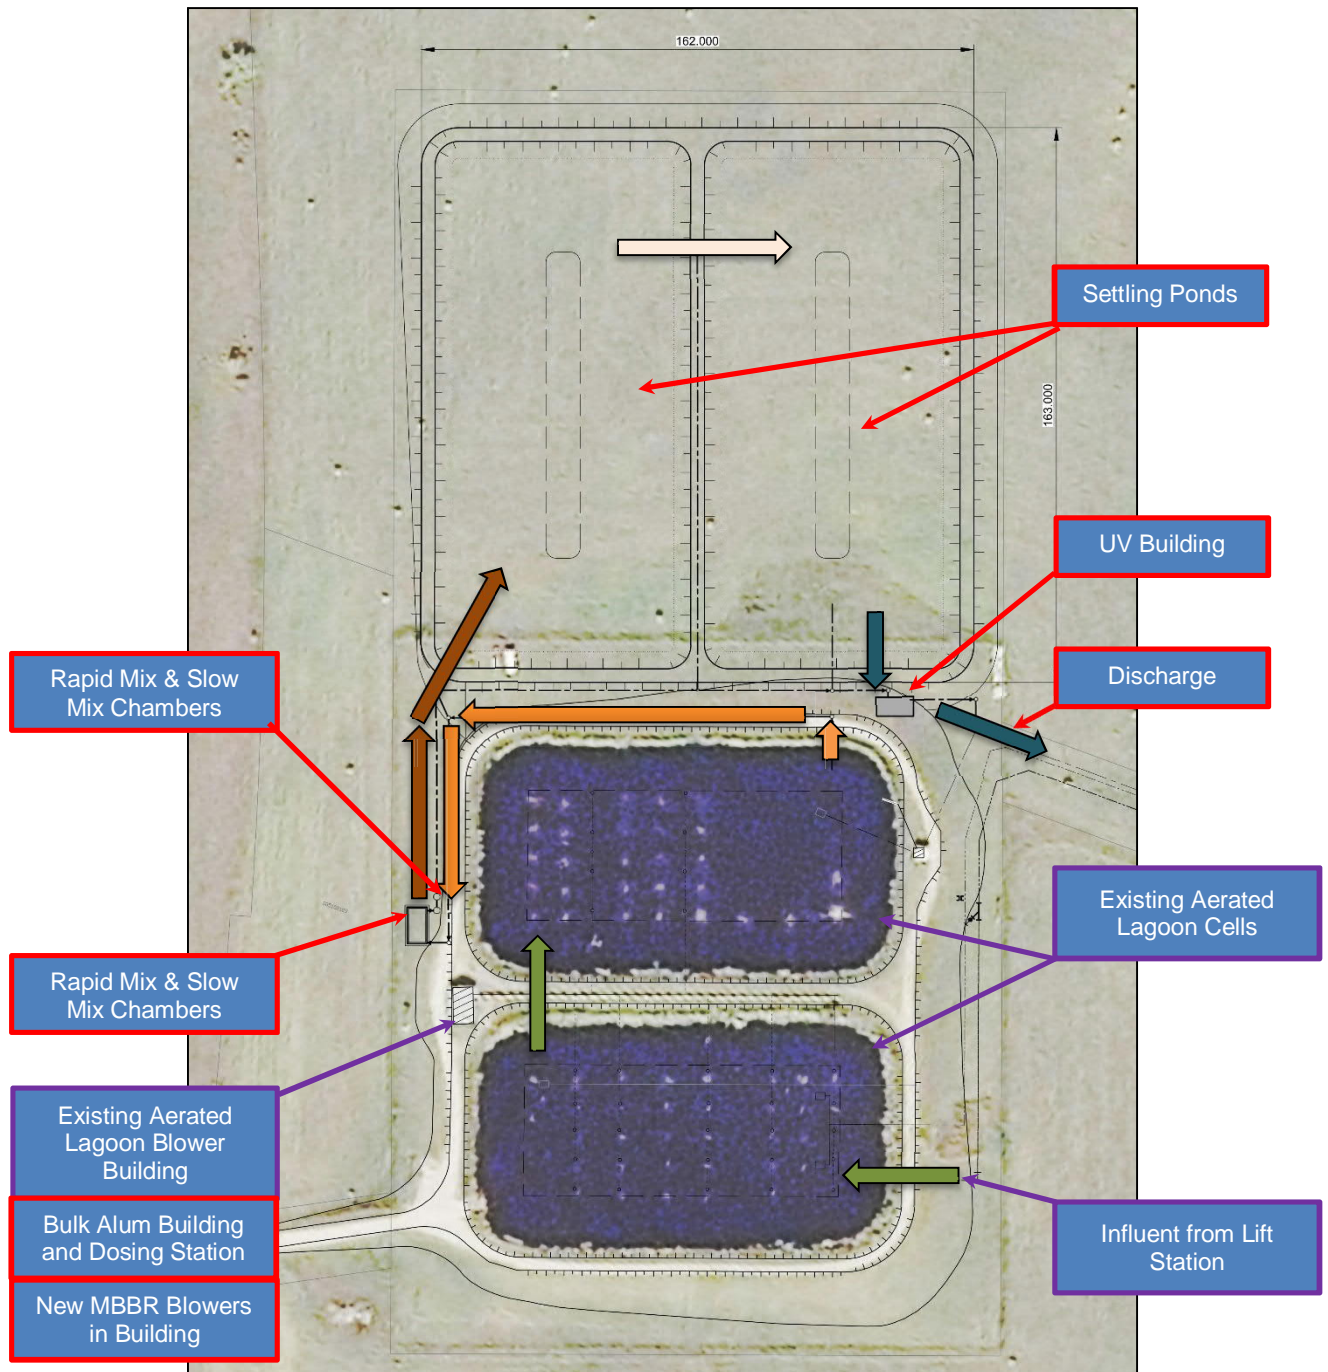 162.000
Settling Ponds
163.000
UV Building
Rapid Mix & Slow
Mix Chambers
Discharge
Existing Aerated
Lagoon Cells
Rapid Mix & Slow
Mix Chambers
Existing Aerated
Lagoon Blower
Building
Bulk Alum Building
and Dosing Station
Influent from Lift
Station
New MBBR Blowers
in Building